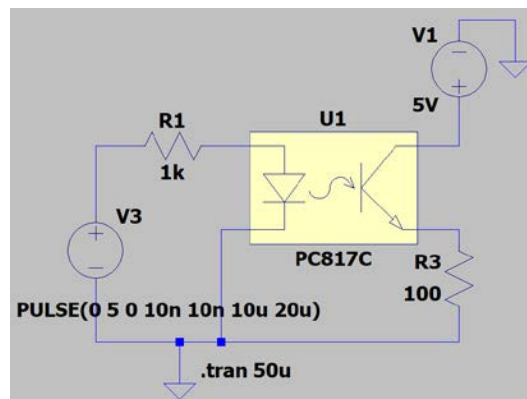 V1
5V
R1
1k
U1
V3
PC817C
R3
100
PULSE(0 5 0 10n 10n 10u 20u)
.tran 50u